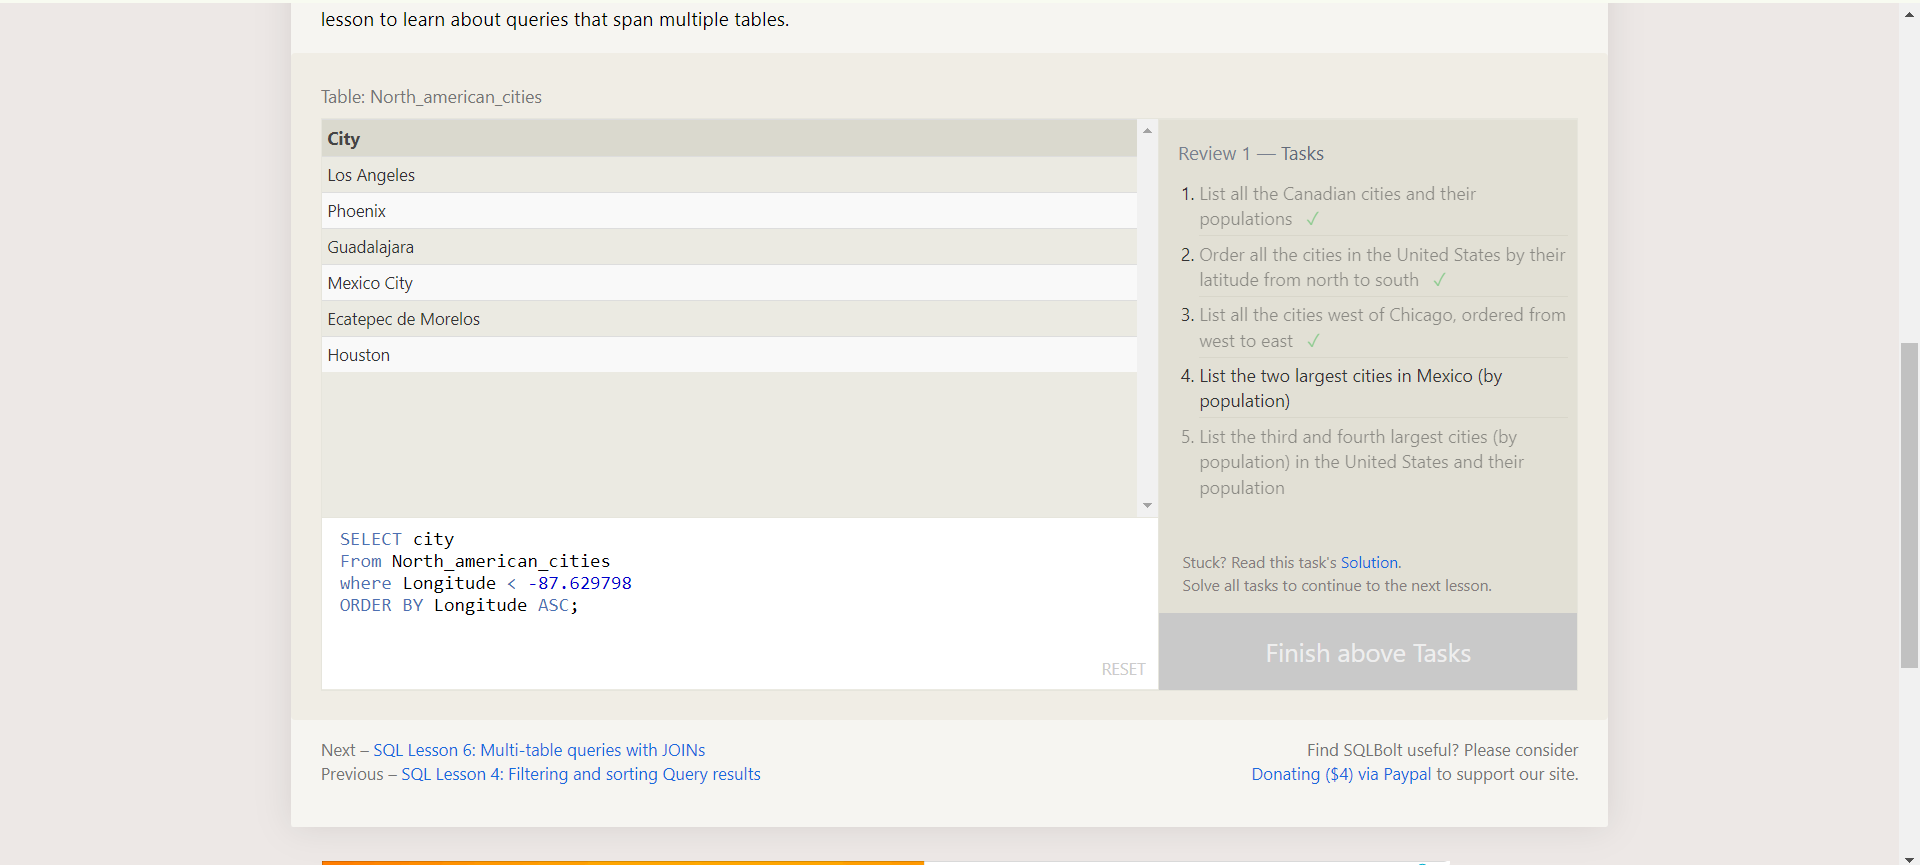 lesson to learn about queries that span multiple tables.
Table: North_american_cities
City
Los Angeles
Phoenix
Guadalajara
Mexico City
Ecatepec de Morelos
Houston
SELECT city
From North_american_cities
where Longitude < -87.629798
ORDER BY Longitude ASC;
RESET
Review 1 — Tasks
1. List all the Canadian cities and their
populations ✓
2. Order all the cities in the United States by their
latitude from north to south ✓
3. List all the cities west of Chicago, ordered from
west to east ✓
4. List the two largest cities in Mexico (by
population)
5. List the third and fourth largest cities (by
population) in the United States and their
population
Stuck? Read this task's Solution.
Solve all tasks to continue to the next lesson.
Finish above Tasks
Next – SQL Lesson 6: Multi-table queries with JOINs
Previous – SQL Lesson 4: Filtering and sorting Query results
Find SQLBolt useful? Please consider
Donating ($4) via Paypal to support our site.